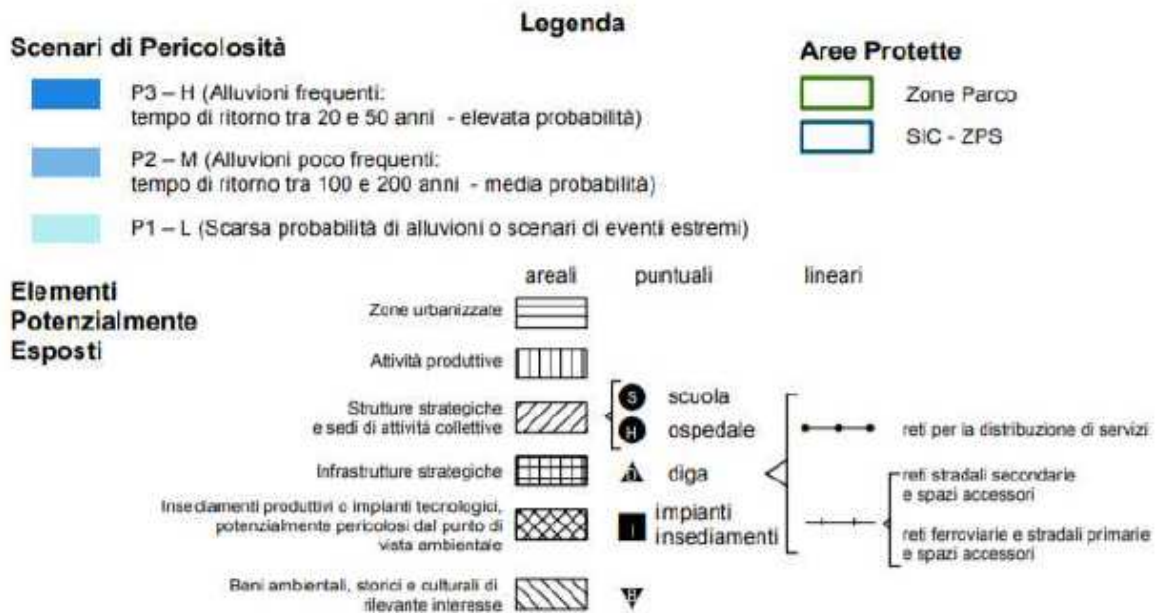 Legenda
Scenari di Pericolosità
P3 – H (Alluvioni frequenti:
tempo di ritorno tra 20 e 50 anni - elevata probabilità)
P2 – M (Alluvioni poco frequenti:
tempo di ritorno tra 100 e 200 anni - media probabilità)
P1 – L (Scarsa probabilità di alluvioni o scenari di eventi estremi)
Aree Protette
Zone Parco
SIC - ZPS
Elementi
Potenzialmente
Esposti
areali
puntuali
lineari
Zone urbanizzate
Attività produttive
Strutture strategiche
e sedi di attività collettive
Infrastrutture strategiche
Insediamenti produttivi o impianti tecnologici,
potenzialmente pericolosi dal punto di
vista ambientale
Beni ambientali, storici e culturali di
rilevante interesse
S scuola
H ospedale
D diga
I impianti
insediamenti
B
reti per la distribuzione di servizi
reti stradali secondarie
e spazi accessori
reti ferroviarie e stradali primarie
e spazi accessori